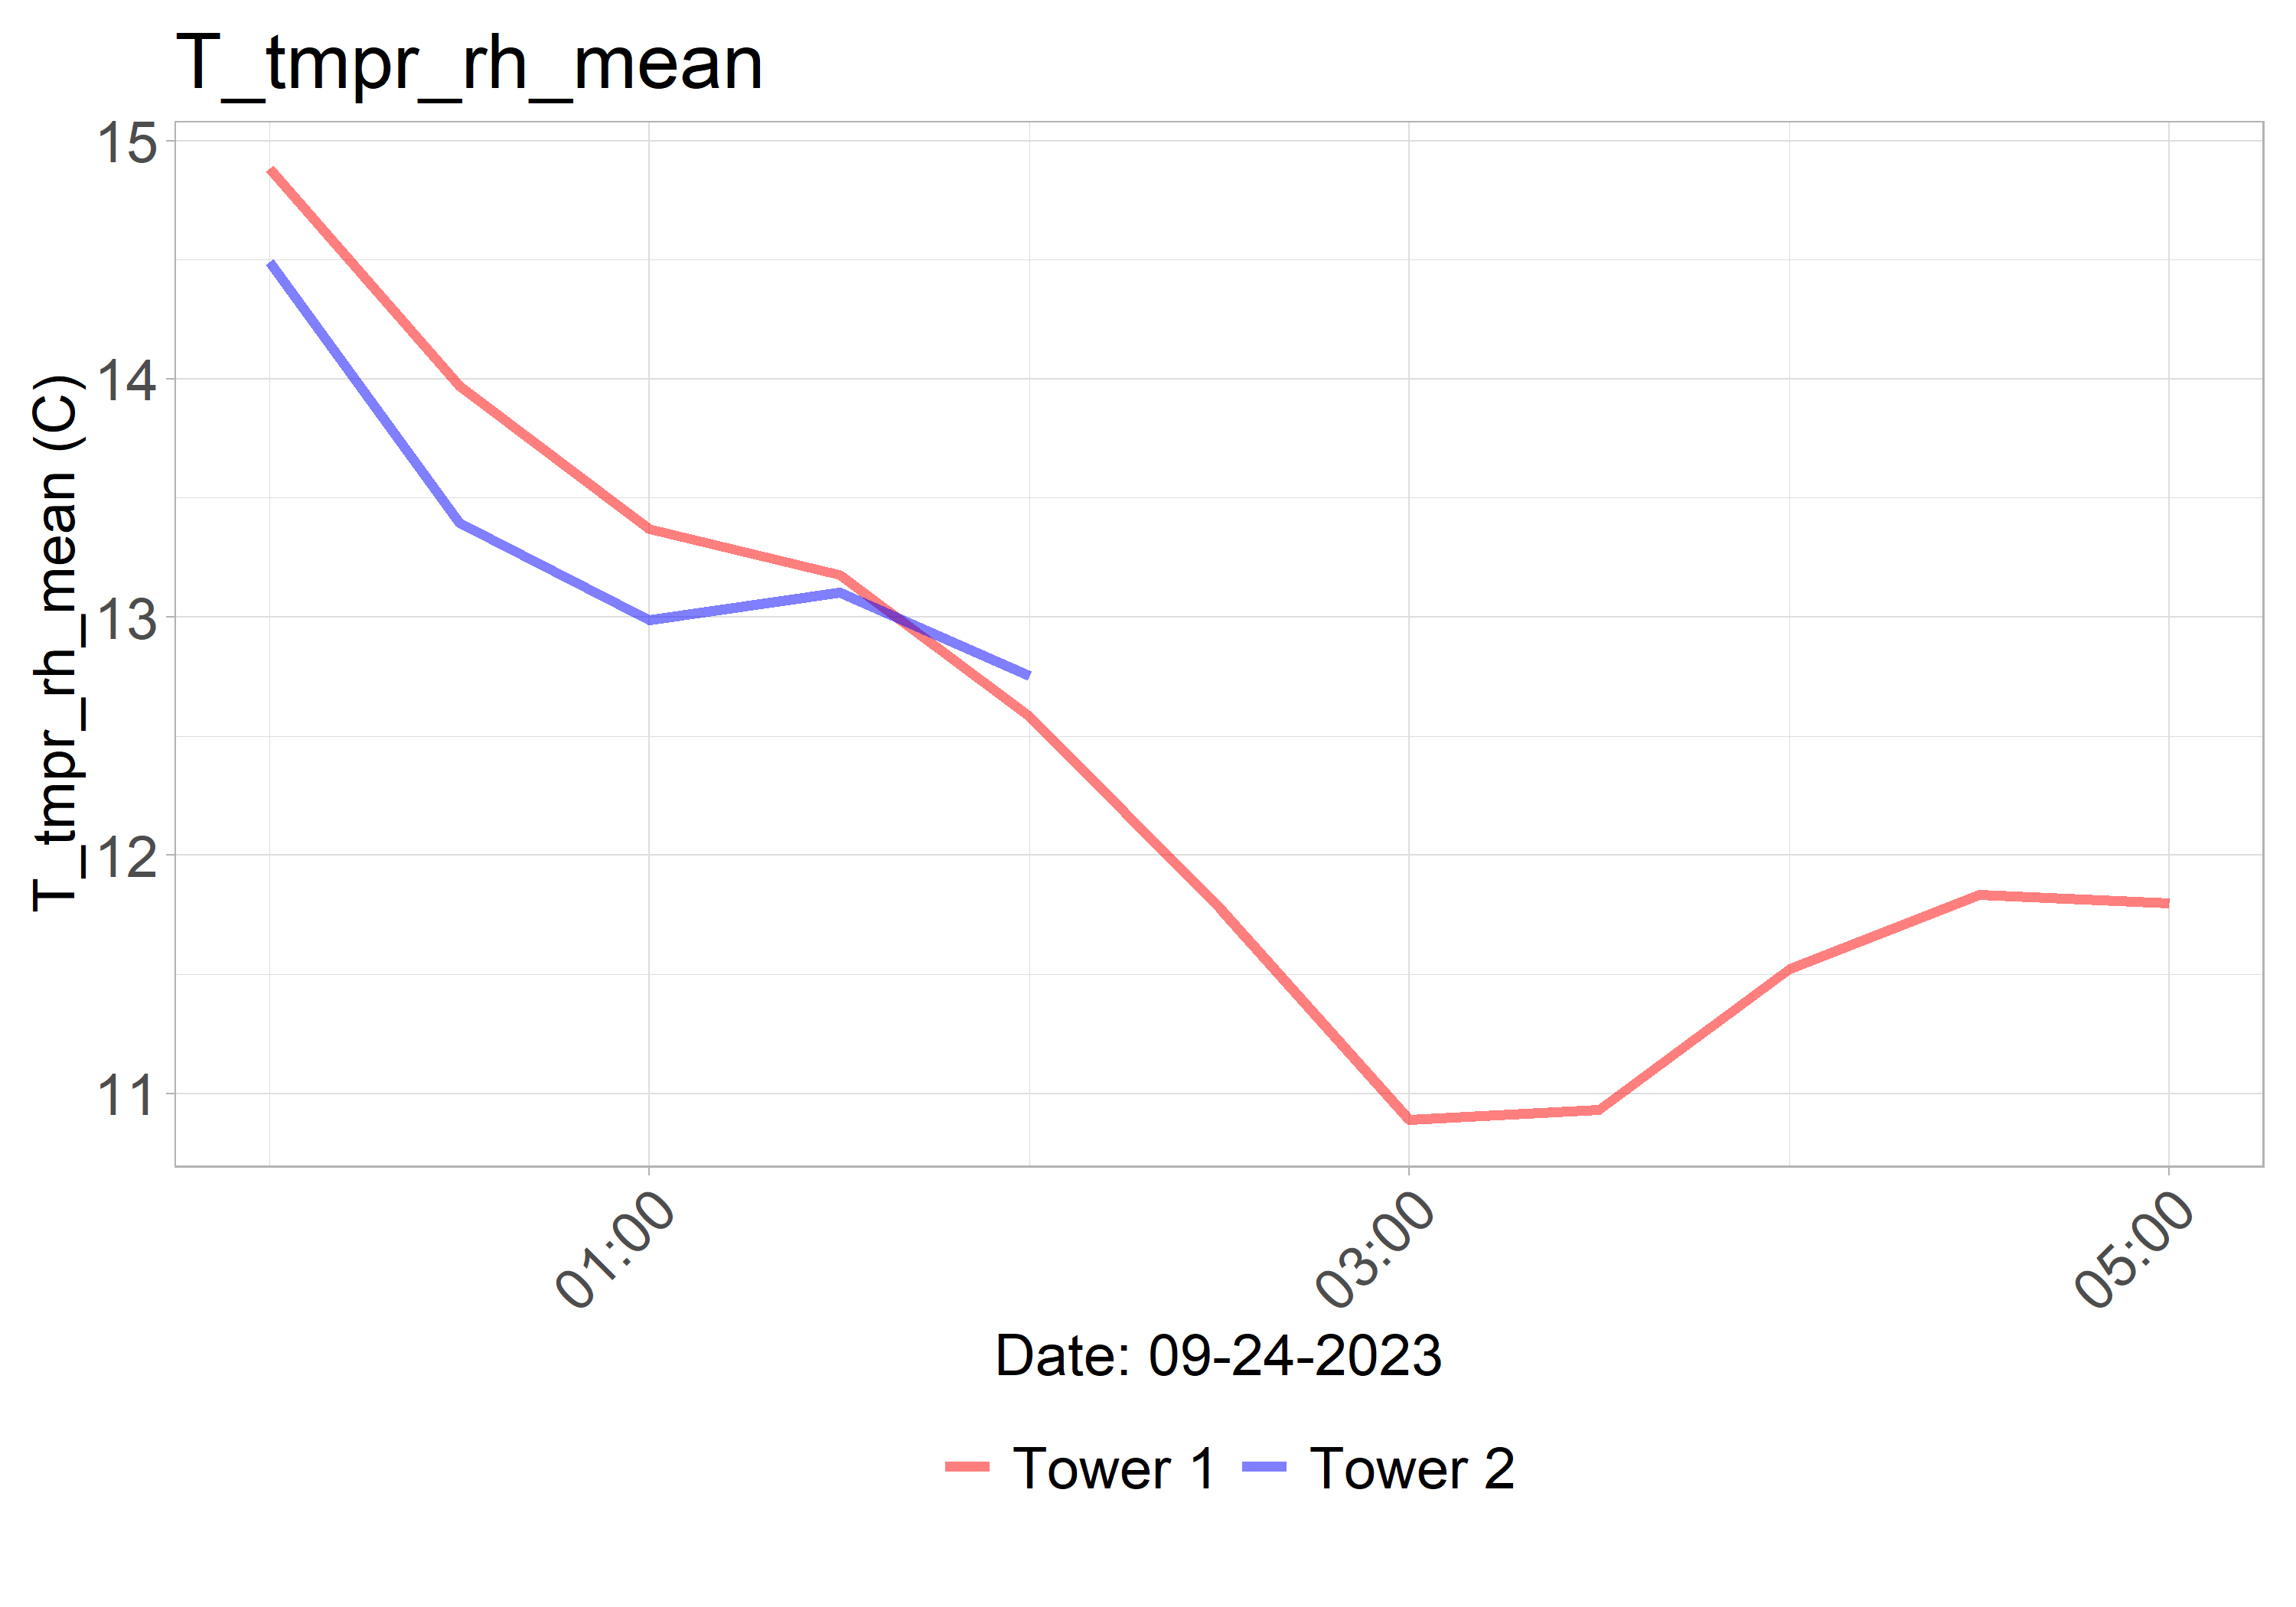 T_tmpr_rh_mean
T_tmpr_rh_mean (C)
15
14
13
12
11
01:00
03:00
05:00
Date: 09-24-2023
Tower 1
Tower 2